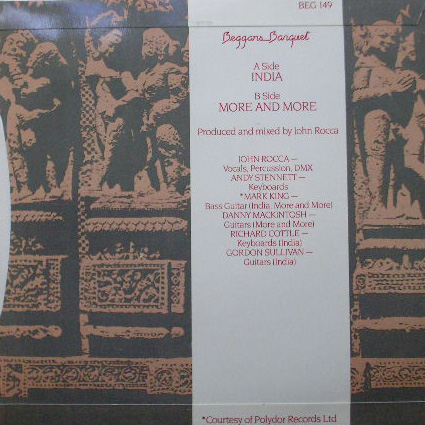 BEG 149
Beggars Banquet
A Side
INDIA
B Side
MORE AND MORE
Produced and mixed by John Rocca
JOHN ROCCA —
Vocals, Percussion, DMX
ANDY STENNETT —
Keyboards
*MARK KING —
Bass Guitar (India, More and More)
DANNY MACKINTOSH —
Guitars (More and More)
RICHARD COTTLE —
Keyboards (India)
GORDON SULLIVAN —
Guitars (India)
*Courtesy of Polydor Records Ltd